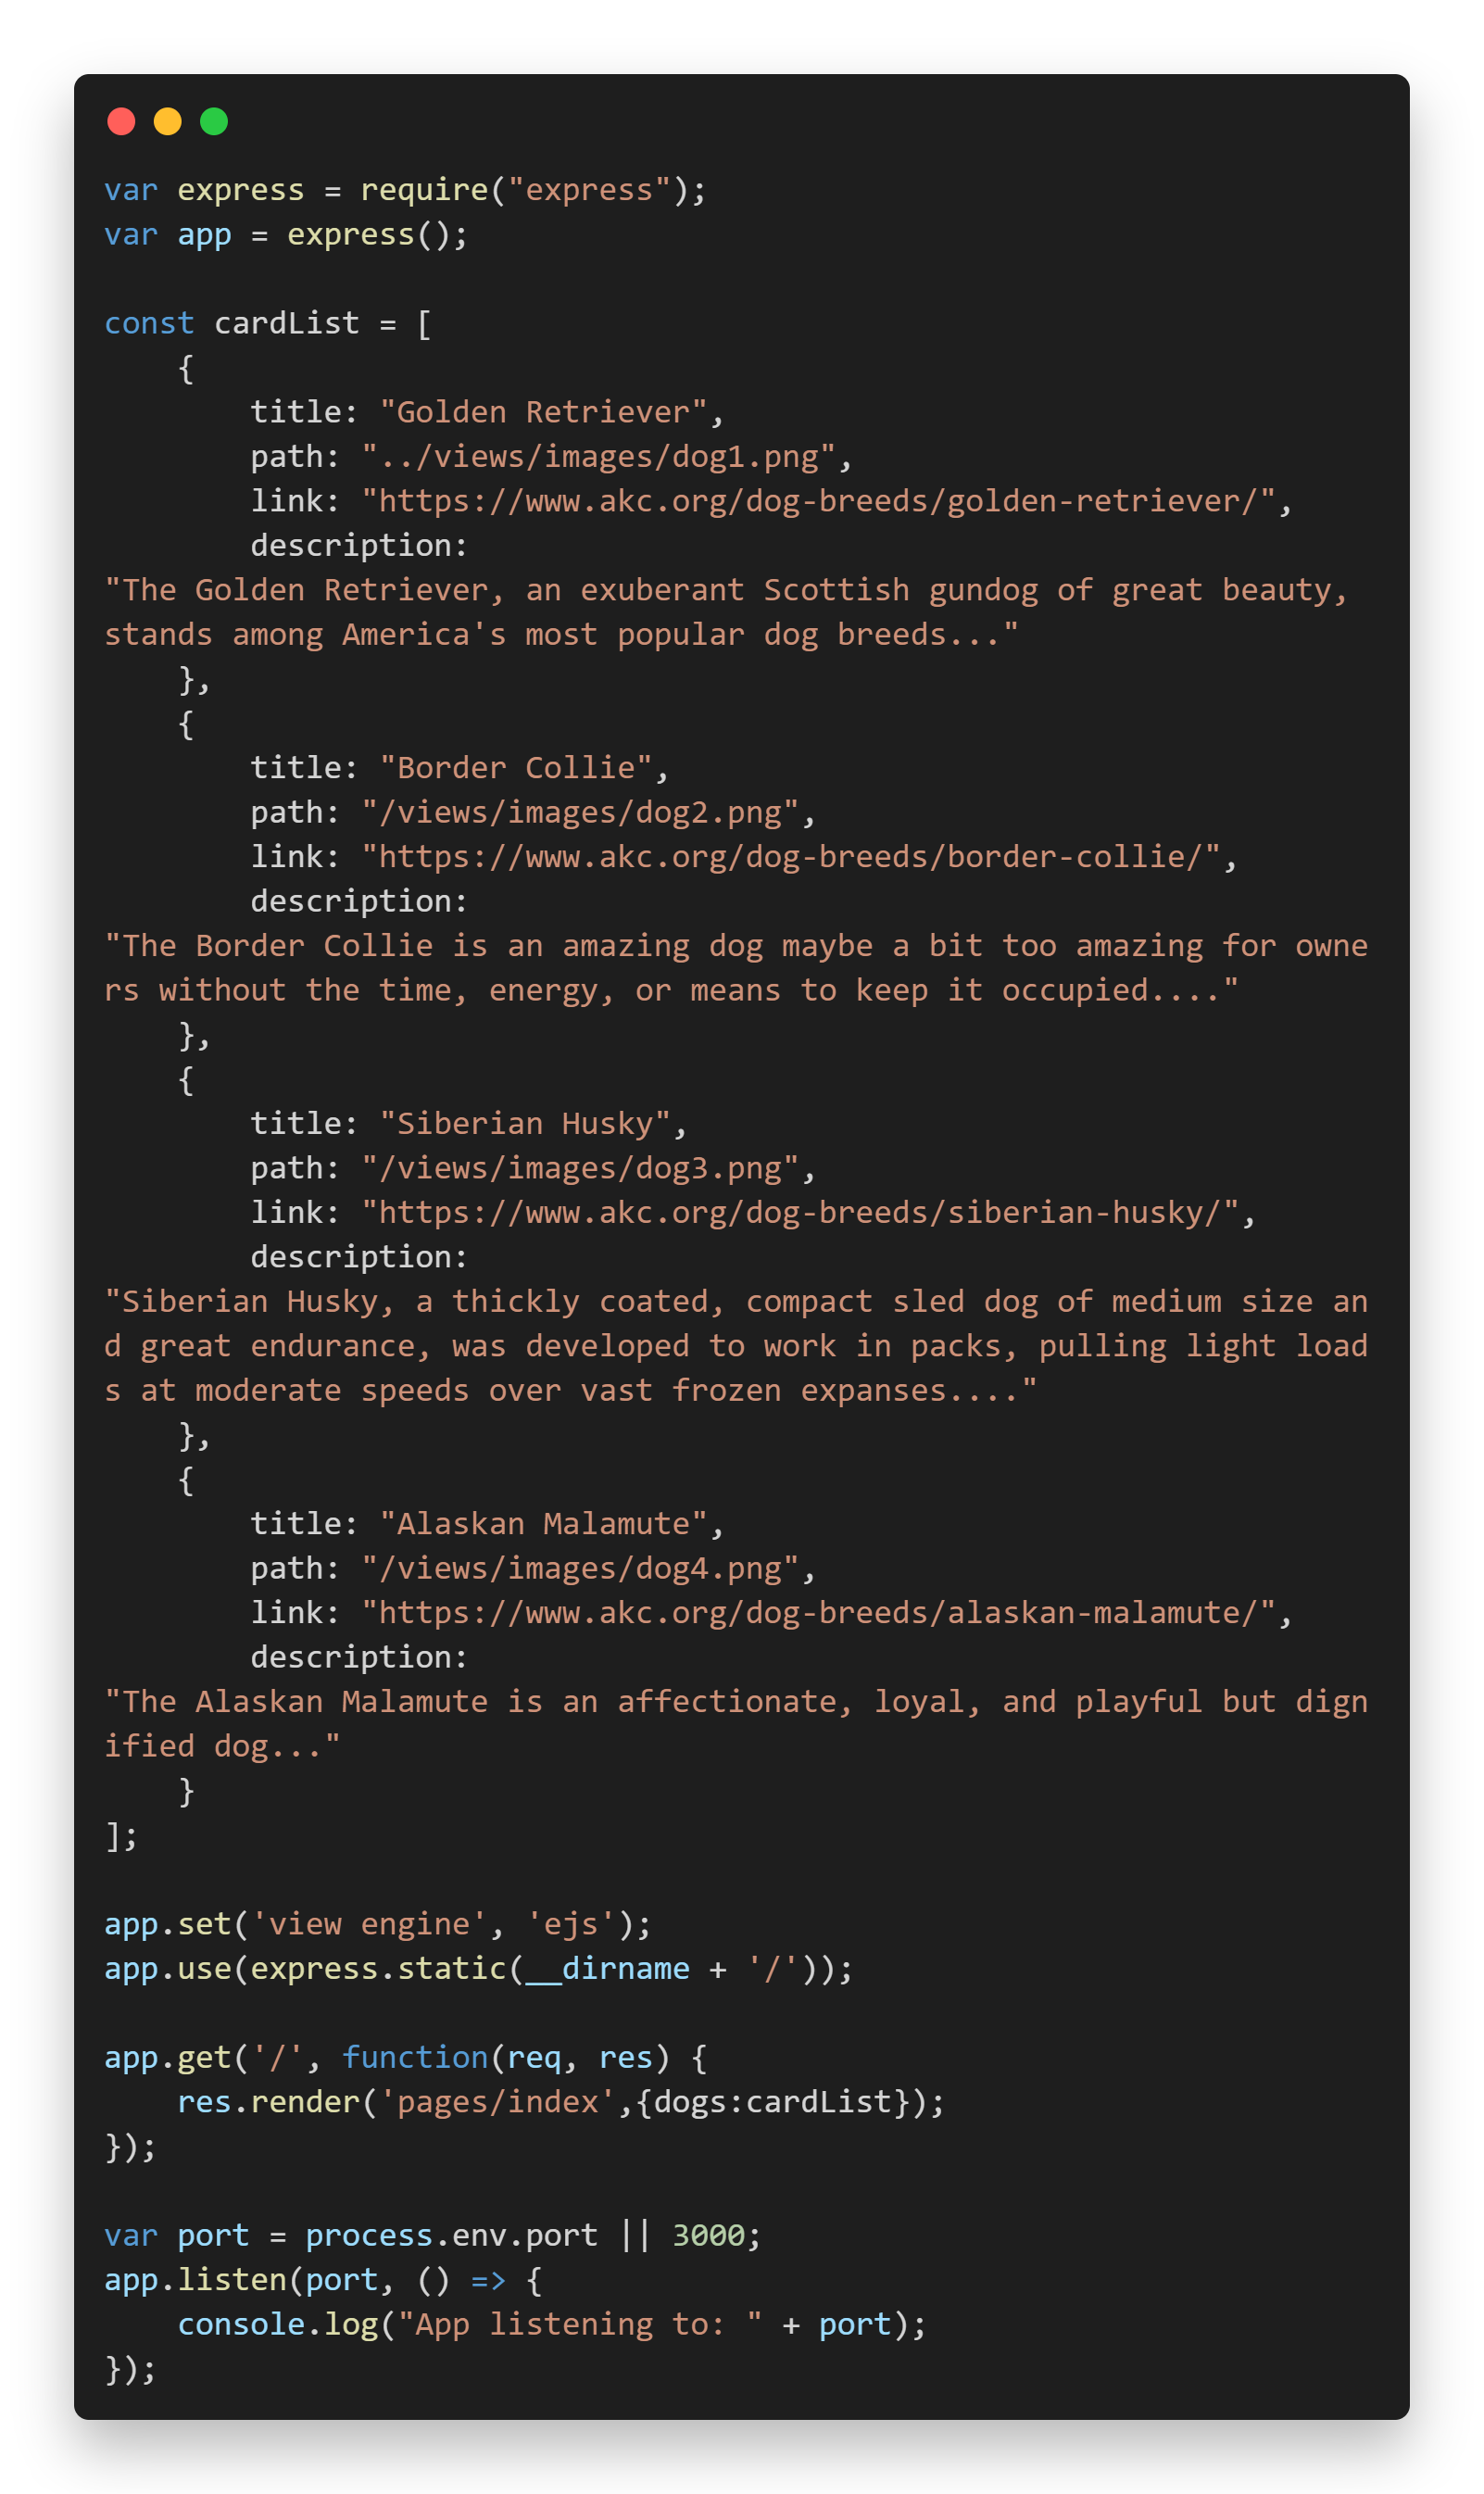 var express = require("express");
var app = express();

const cardList = [
    {
        title: "Golden Retriever",
        path: "../views/images/dog1.png",
        link: "https://www.akc.org/dog-breeds/golden-retriever/",
        description:
"The Golden Retriever, an exuberant Scottish gundog of great beauty,
stands among America's most popular dog breeds..."
    },
    {
        title: "Border Collie",
        path: "/views/images/dog2.png",
        link: "https://www.akc.org/dog-breeds/border-collie/",
        description:
"The Border Collie is an amazing dog maybe a bit too amazing for owne
rs without the time, energy, or means to keep it occupied...."
    },
    {
        title: "Siberian Husky",
        path: "/views/images/dog3.png",
        link: "https://www.akc.org/dog-breeds/siberian-husky/",
        description:
"Siberian Husky, a thickly coated, compact sled dog of medium size an
d great endurance, was developed to work in packs, pulling light load
s at moderate speeds over vast frozen expanses...."
    },
    {
        title: "Alaskan Malamute",
        path: "/views/images/dog4.png",
        link: "https://www.akc.org/dog-breeds/alaskan-malamute/",
        description:
"The Alaskan Malamute is an affectionate, loyal, and playful but dign
ified dog..."
    }
];

app.set('view engine', 'ejs');
app.use(express.static(__dirname + '/'));

app.get('/', function(req, res) {
    res.render('pages/index',{dogs:cardList});
});

var port = process.env.port || 3000;
app.listen(port, () => {
    console.log("App listening to: " + port);
});